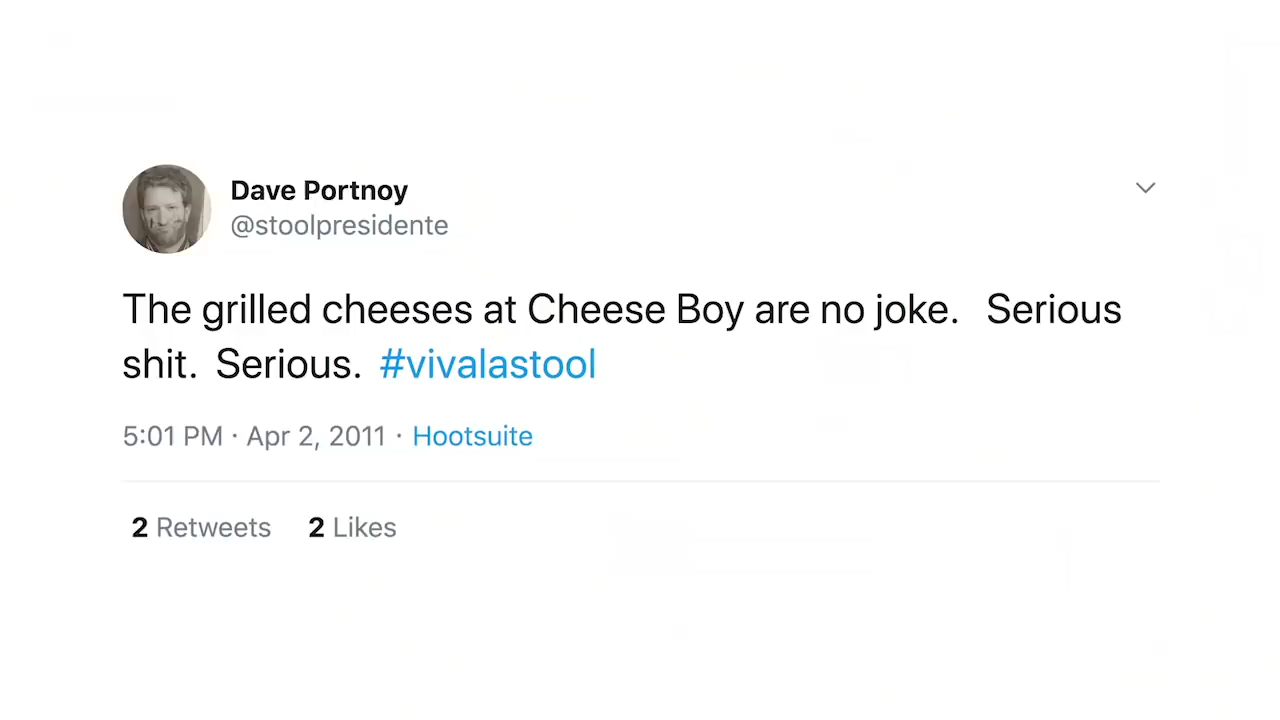 Dave Portnoy
@stoolpresidente
The grilled cheeses at Cheese Boy are no joke.   Serious
shit.  Serious.  #vivalastool
5:01 PM · Apr 2, 2011 · Hootsuite
2 Retweets    2 Likes